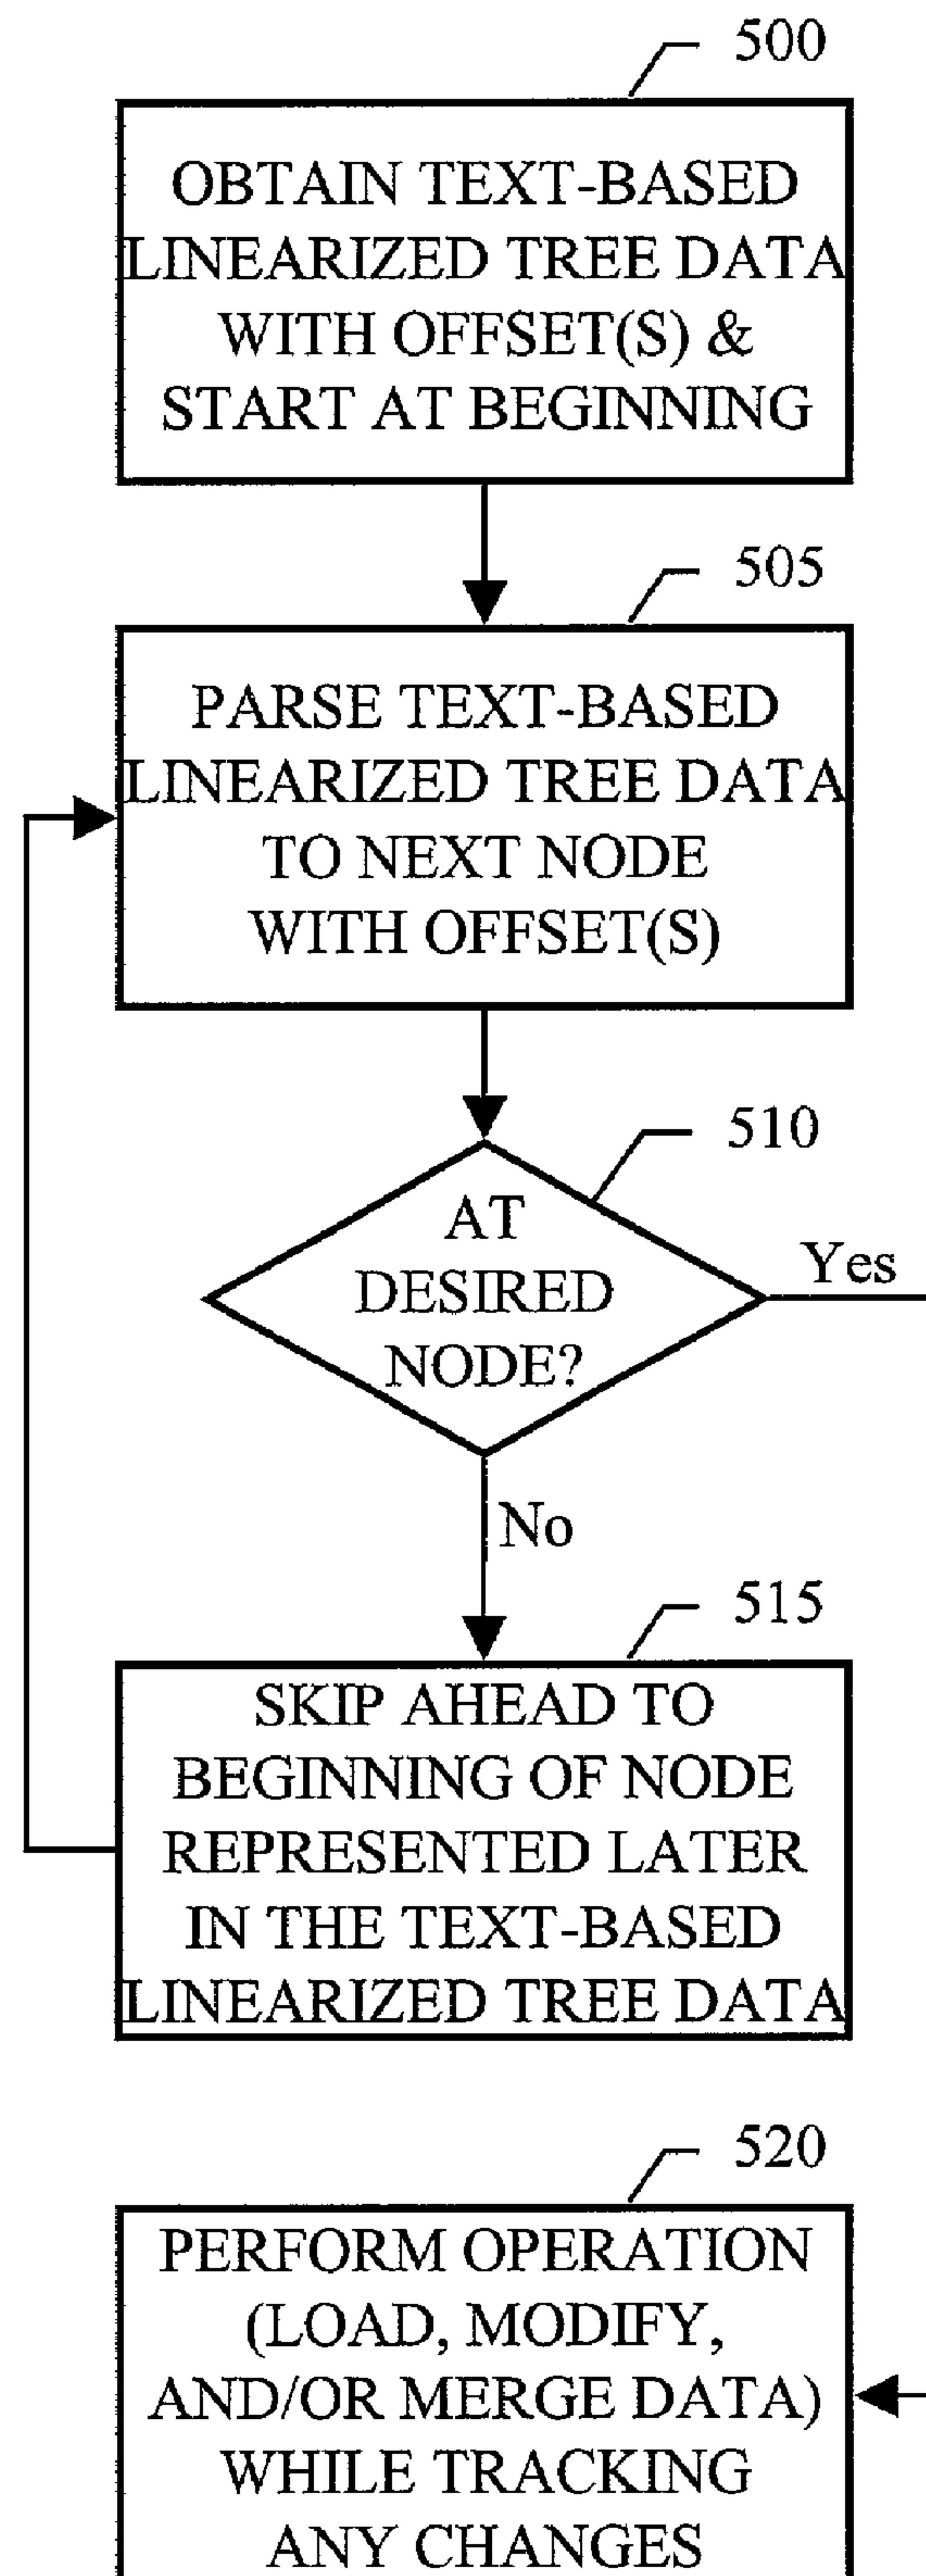 500
OBTAIN TEXT-BASED
LINEARIZED TREE DATA
WITH OFFSET(S) &
START AT BEGINNING
505
PARSE TEXT-BASED
LINEARIZED TREE DATA
TO NEXT NODE
WITH OFFSET(S)
510
AT
DESIRED
NODE?
Yes
No
515
SKIP AHEAD TO
BEGINNING OF NODE
REPRESENTED LATER
IN THE TEXT-BASED
LINEARIZED TREE DATA
520
PERFORM OPERATION
(LOAD, MODIFY,
AND/OR MERGE DATA)
WHILE TRACKING
ANY CHANGES